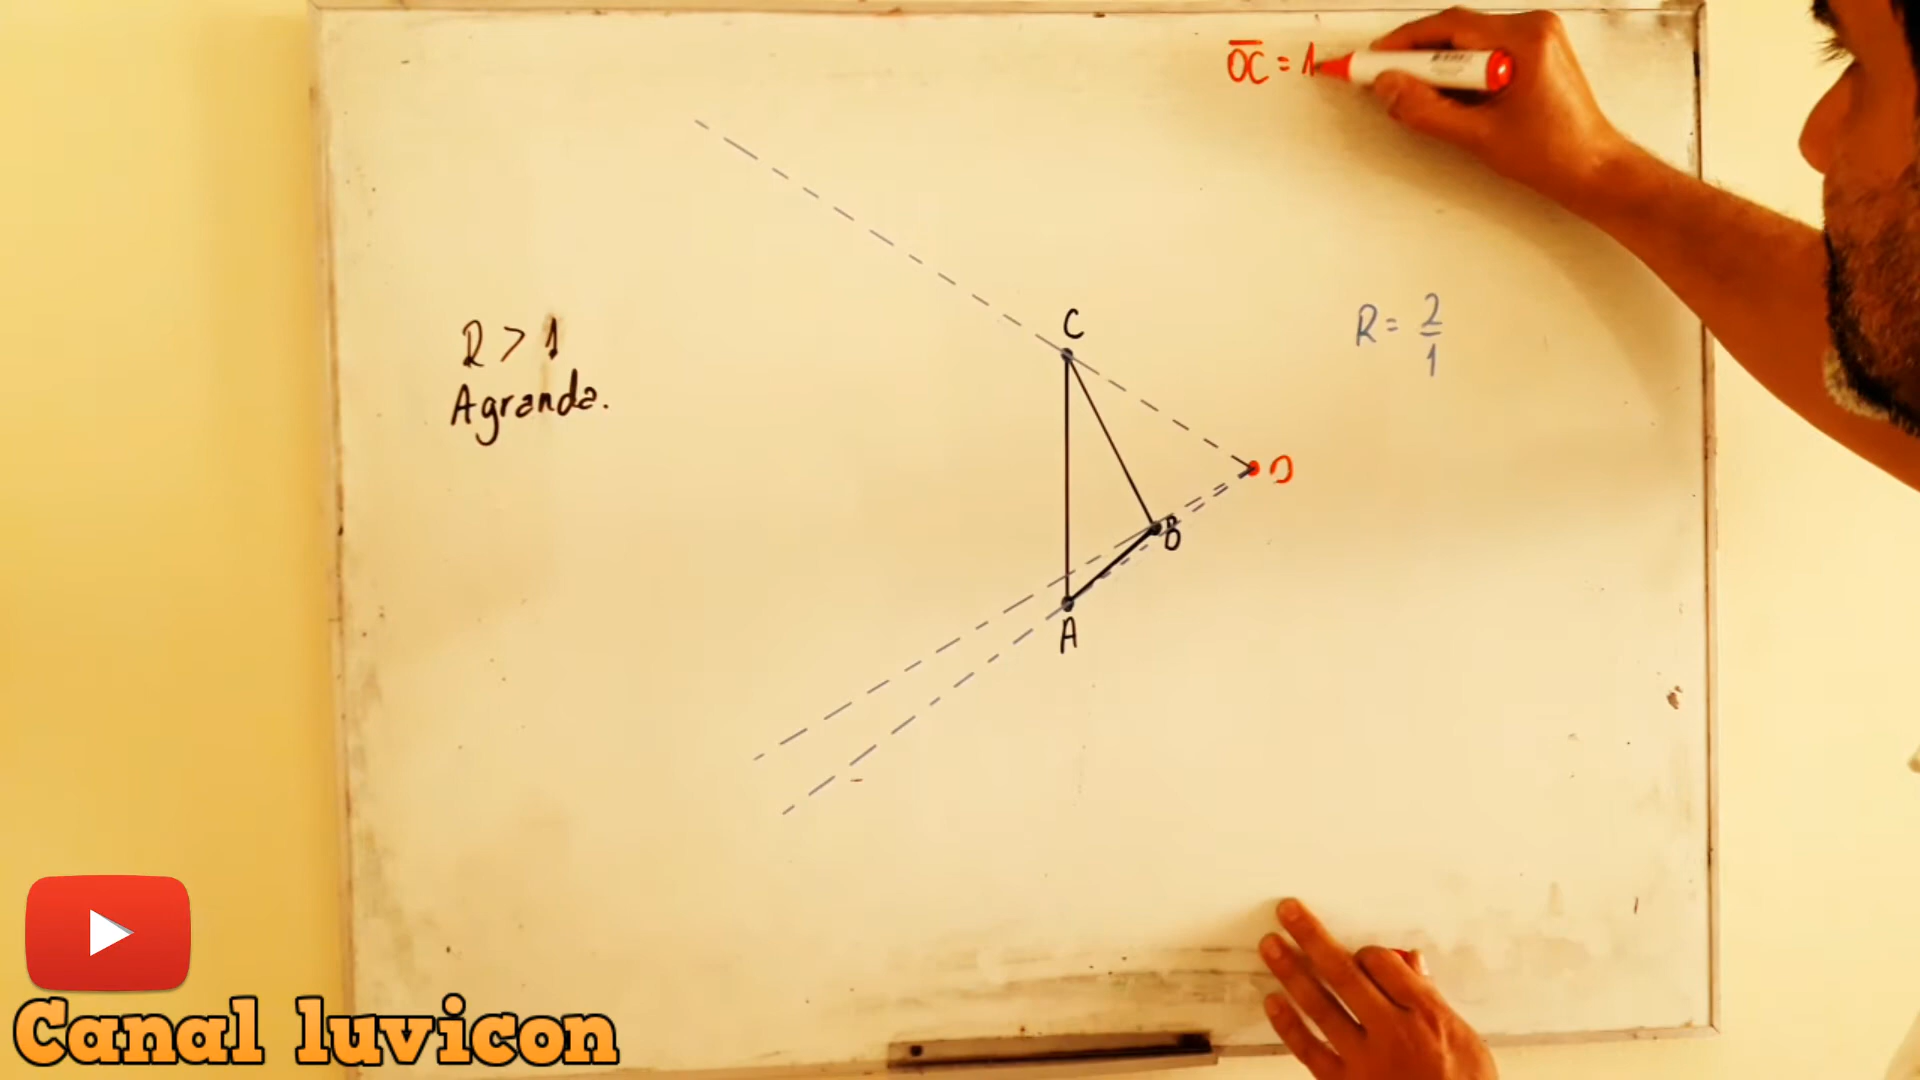 OC = 1
C
R > 1
Agranda.
R = 2/1
O
B
A
Canal luvicon